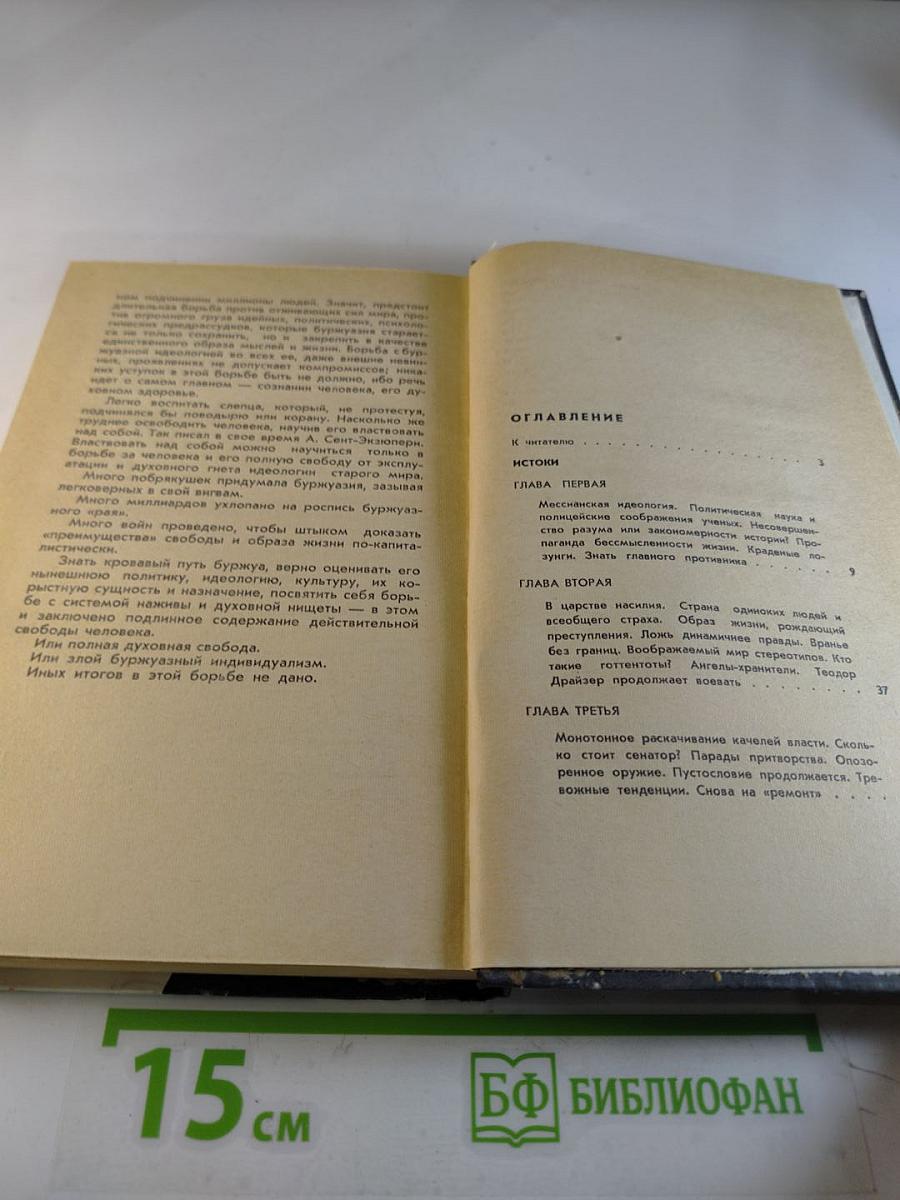 ном подчинении миллионы людей. Значит, предстоит
длительная борьба против отживающих сил мира, про-
тив огромного груза идейных, политических, психоло-
гических предрассудков, которые буржуазия старает-
ся не только сохранить, но и закрепить в качестве
единственного образа мыслей и жизни. Борьба с бур-
жуазной идеологией во всех ее, даже внешне невин-
ных, проявлениях не допускает компромиссов; ника-
ких уступок в этой борьбе быть не должно, ибо речь
идет о самом главном — сознании человека, его ду-
ховном здоровье.
Легко воспитать слепца, который, не протестуя,
подчинялся бы поводырю или корану. Насколько же
труднее освободить человека, научив его властвовать
над собой. Так писал в свое время А. Сент-Экзюпери.
Властвовать над собой можно научиться только в
борьбе за человека и его полную свободу от эксплу-
атации и духовного гнета идеологии старого мира.
Много побрякушек придумала буржуазия, зазывая
легковерных в свой вигвам.
Много миллиардов ухлопано на роспись буржуаз-
ного «рая».
Много войн проведено, чтобы штыком доказать
«преимущества» свободы и образа жизни по-капита-
листически.
Знать кровавый путь буржуа, верно оценивать его
нынешнюю политику, идеологию, культуру, их ко-
рыстную сущность и назначение, посвятить себя борь-
бе с системой наживы и духовной нищеты — в этом
и заключено подлинное содержание действительной
свободы человека.
Или полная духовная свобода.
Или злой буржуазный индивидуализм.
Иных итогов в этой борьбе не дано.
ОГЛАВЛЕНИЕ
К читателю . . . . . . . . . . . . . . 3
ИСТОКИ
ГЛАВА ПЕРВАЯ
Мессианская идеология. Политическая наука и
полицейские соображения ученых. Несовершен-
ство разума или закономерности истории? Про-
паганда бессмысленности жизни. Краденые ло-
зунги. Знать главного противника . . . . . . 9
ГЛАВА ВТОРАЯ
В царстве насилия. Страна одиноких людей и
всеобщего страха. Образ жизни, рождающий
преступления. Ложь динамичнее правды. Вранье
без границ. Воображаемый мир стереотипов. Кто
такие готтентоты? Ангелы-хранители. Теодор
Драйзер продолжает воевать . . . . . . . . 37
ГЛАВА ТРЕТЬЯ
Монотонное раскачивание качелей власти. Сколь-
ко стоит сенатор? Парады притворства. Опозо-
ренное оружие. Пустословие продолжается. Тре-
вожные тенденции. Снова на «ремонт» . . . .
15 см
БФ БИБЛИОФАН